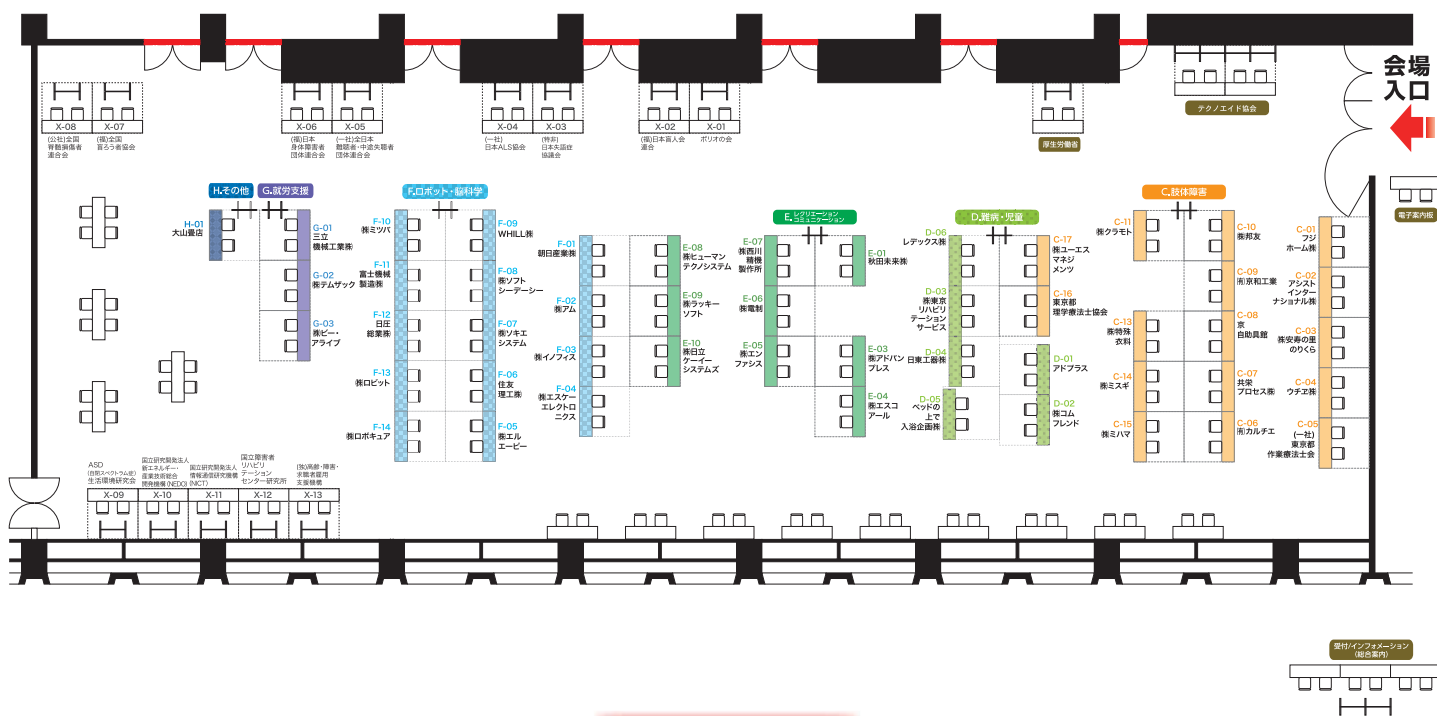 会場
入口
テクノエイド協会
電子案内板
厚生労働省
X-08
(公社)全国
脊髄損傷者
連合会
X-07
(福)全国
盲ろう者協会
X-06
(福)日本
身体障害者
団体連合会
X-05
(一社)全日本
難聴者・中途失聴者
団体連合会
X-04
(一社)
日本ALS協会
X-03
(特非)
日本失語症
協議会
X-02
(福)日本盲人会
連合
X-01
ポリオの会
H.その他
G.就労支援
F.ロボット・脳科学
E.レクリエーション
コミュニケーション
D.難病・児童
C.肢体障害
H-01
大山畳店
G-01
三立
機械工業㈱
G-02
㈱テムザック
G-03
㈱ビー・
アライブ
F-10
㈱ミツバ
F-11
富士機械
製造㈱
F-12
日圧
総業㈱
F-13
㈱ロビット
F-14
㈱ロボキュア
F-09
WHILL㈱
F-08
㈱ソフト
シーデーシー
F-07
㈱ソキエ
システム
F-06
住友
理工㈱
F-05
㈱エル
エービー
F-01
朝日産業㈱
F-02
㈱アム
F-03
㈱イノフィス
F-04
㈱エスケー
エレクトロ
ニクス
E-08
㈱ヒューマン
テクノシステム
E-09
㈱ラッキー
ソフト
E-10
㈱日立
ケーイー
システムズ
E-07
㈱西川
精機
製作所
E-06
㈱電制
E-05
㈱エン
ファシス
E-01
秋田未来㈱
E-03
㈱アドバン
プレス
E-04
㈱エスコ
アール
D-06
レデックス㈱
D-03
㈱東京
リハビリ
テーション
サービス
D-04
日東工器㈱
D-05
ベッドの
上で
入浴企画㈱
C-17
㈱ユーエス
マネジ
メンツ
C-16
東京都
理学療法士協会
D-01
アドプラス
D-02
㈱コム
フレンド
C-11
㈱クラモト
C-13
㈱特殊
衣料
C-14
㈱ミスギ
C-15
㈱ミハマ
C-10
㈱邦友
C-09
㈲京和工業
C-08
京
自助具館
C-07
共栄
プロセス㈱
C-06
㈲カルチエ
C-01
フジ
ホーム㈱
C-02
アシスト
インター
ナショナル㈱
C-03
㈱安寿の里
のりくら
C-04
ウチヱ㈱
C-05
(一社)
東京都
作業療法士会
ASD
(自閉スペクトラム症)
生活環境研究会
X-09
国立研究開発法人
新エネルギー・
産業技術総合
開発機構(NEDO)
X-10
国立研究開発法人
情報通信研究機構
(NICT)
X-11
国立障害者
リハビリ
テーション
センター研究所
X-12
(独)高齢・障害・
求職者雇用
支援機構
X-13
受付/インフォメーション
(総合案内)